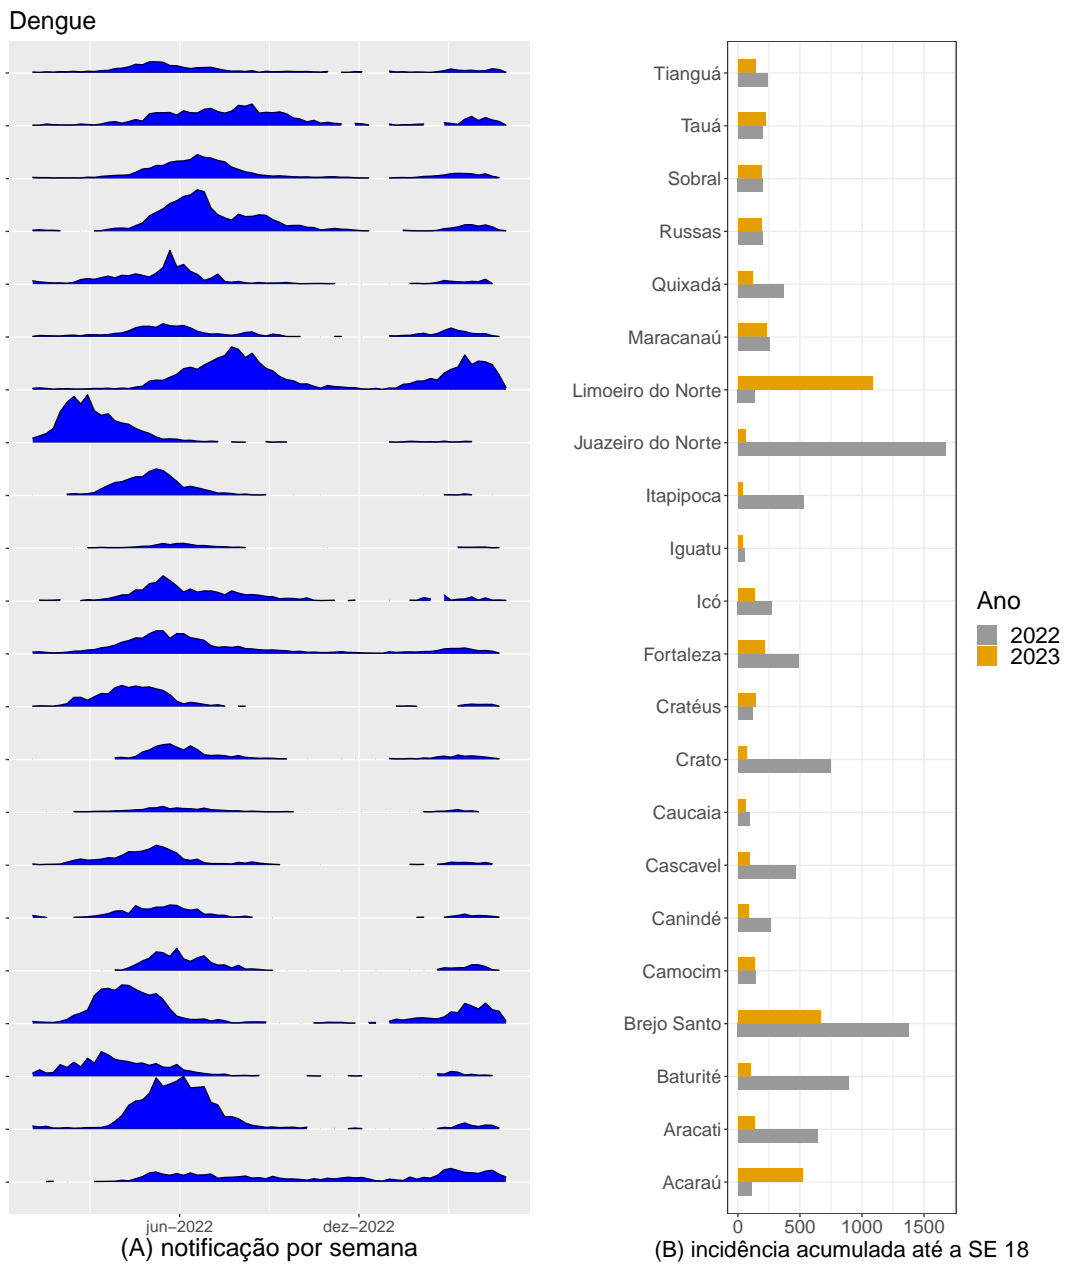 Dengue
Tianguá
Tauá
Sobral
Russas
Quixadá
Maracanaú
Limoeiro do Norte
Juazeiro do Norte
Itapipoca
Iguatu
Icó
Fortaleza
Cratéus
Crato
Caucaia
Cascavel
Canindé
Camocim
Brejo Santo
Baturité
Aracati
Acaraú
Ano
2022
2023
jun−2022 dez−2022
(A) notificação por semana
0 500 1000 1500
(B) incidência acumulada até a SE 18